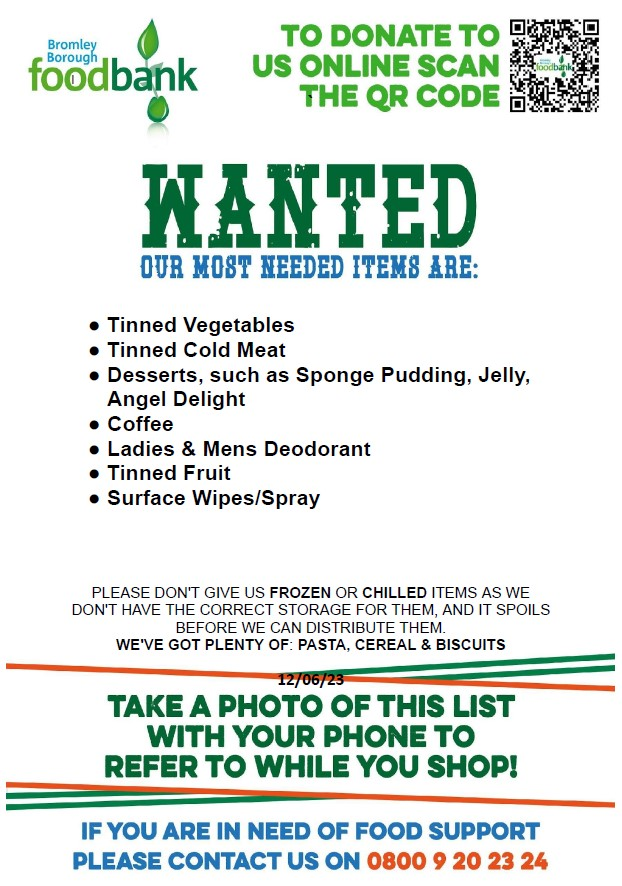 Bromley
Borough
foodbank
TO DONATE TO
US ONLINE SCAN
THE QR CODE
foodbank
WANTED
OUR MOST NEEDED ITEMS ARE:
● Tinned Vegetables
● Tinned Cold Meat
● Desserts, such as Sponge Pudding, Jelly,
Angel Delight
● Coffee
● Ladies & Mens Deodorant
● Tinned Fruit
● Surface Wipes/Spray
PLEASE DON'T GIVE US FROZEN OR CHILLED ITEMS AS WE
DON'T HAVE THE CORRECT STORAGE FOR THEM, AND IT SPOILS
BEFORE WE CAN DISTRIBUTE THEM.
WE'VE GOT PLENTY OF: PASTA, CEREAL & BISCUITS
12/06/23
TAKE A PHOTO OF THIS LIST
WITH YOUR PHONE TO
REFER TO WHILE YOU SHOP!
IF YOU ARE IN NEED OF FOOD SUPPORT
PLEASE CONTACT US ON 0800 9 20 23 24